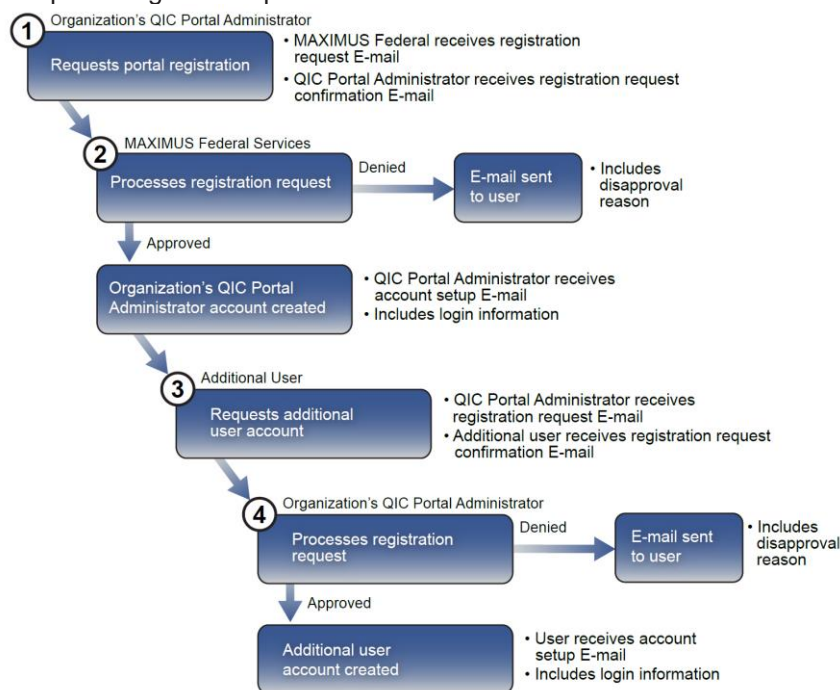 Organization's QIC Portal Administrator
1
Requests portal registration
• MAXIMUS Federal receives registration
request E-mail
• QIC Portal Administrator receives registration request
confirmation E-mail
MAXIMUS Federal Services
2
Processes registration request
Denied
E-mail sent
to user
• Includes
disapproval
reason
Approved
Organization's QIC Portal
Administrator account created
• QIC Portal Administrator receives
account setup E-mail
• Includes login information
Additional User
3
Requests additional
user account
• QIC Portal Administrator receives
registration request E-mail
• Additional user receives registration request
confirmation E-mail
Organization's QIC Portal Administrator
4
Processes registration
request
Denied
E-mail sent
to user
• Includes
disapproval
reason
Approved
Additional user
account created
• User receives account
setup E-mail
• Includes login information